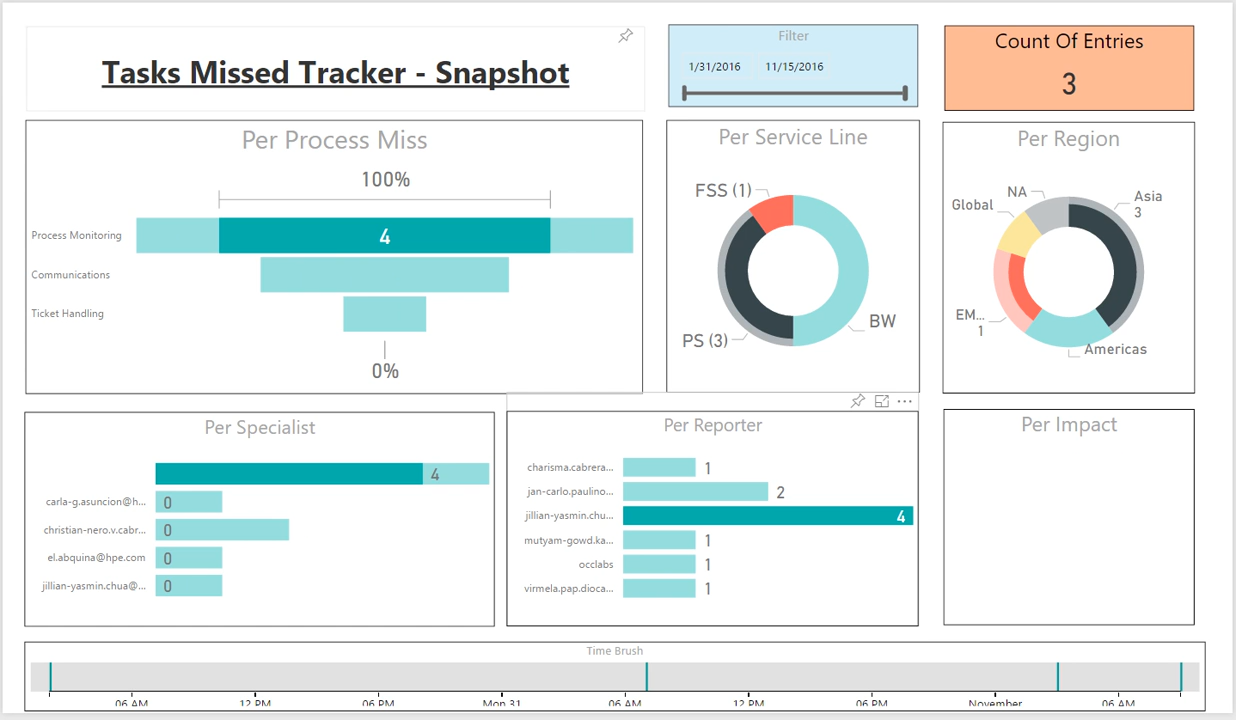 Tasks Missed Tracker - Snapshot
Filter
1/31/2016 11/15/2016
Count Of Entries
3
Per Process Miss
100%
Process Monitoring
4
Communications
Ticket Handling
0%
Per Service Line
FSS (1)
BW
PS (3)
Per Region
NA
Asia
3
Global
EM...
1
Americas
Per Specialist
4
carla-g.asuncion@h... 0
christian-nero.v.cabr... 0
el.abquina@hpe.com 0
jillian-yasmin.chua@... 0
Per Reporter
charisma.cabrera... 1
jan-carlo.paulino... 2
jillian-yasmin.chu... 4
mutyam-gowd.ka... 1
occlabs 1
virmela.pap.dioca... 1
Per Impact
Time Brush
06 AM 12 PM 06 PM Mon 31 06 AM 12 PM 06 PM November 06 AM